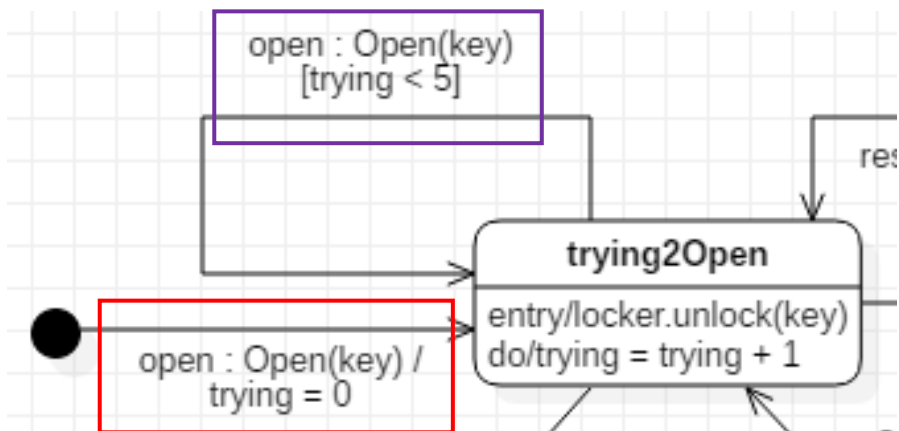 open : Open(key)
[trying < 5]
res
trying2Open
entry/locker.unlock(key)
do/trying = trying + 1
open : Open(key) /
trying = 0